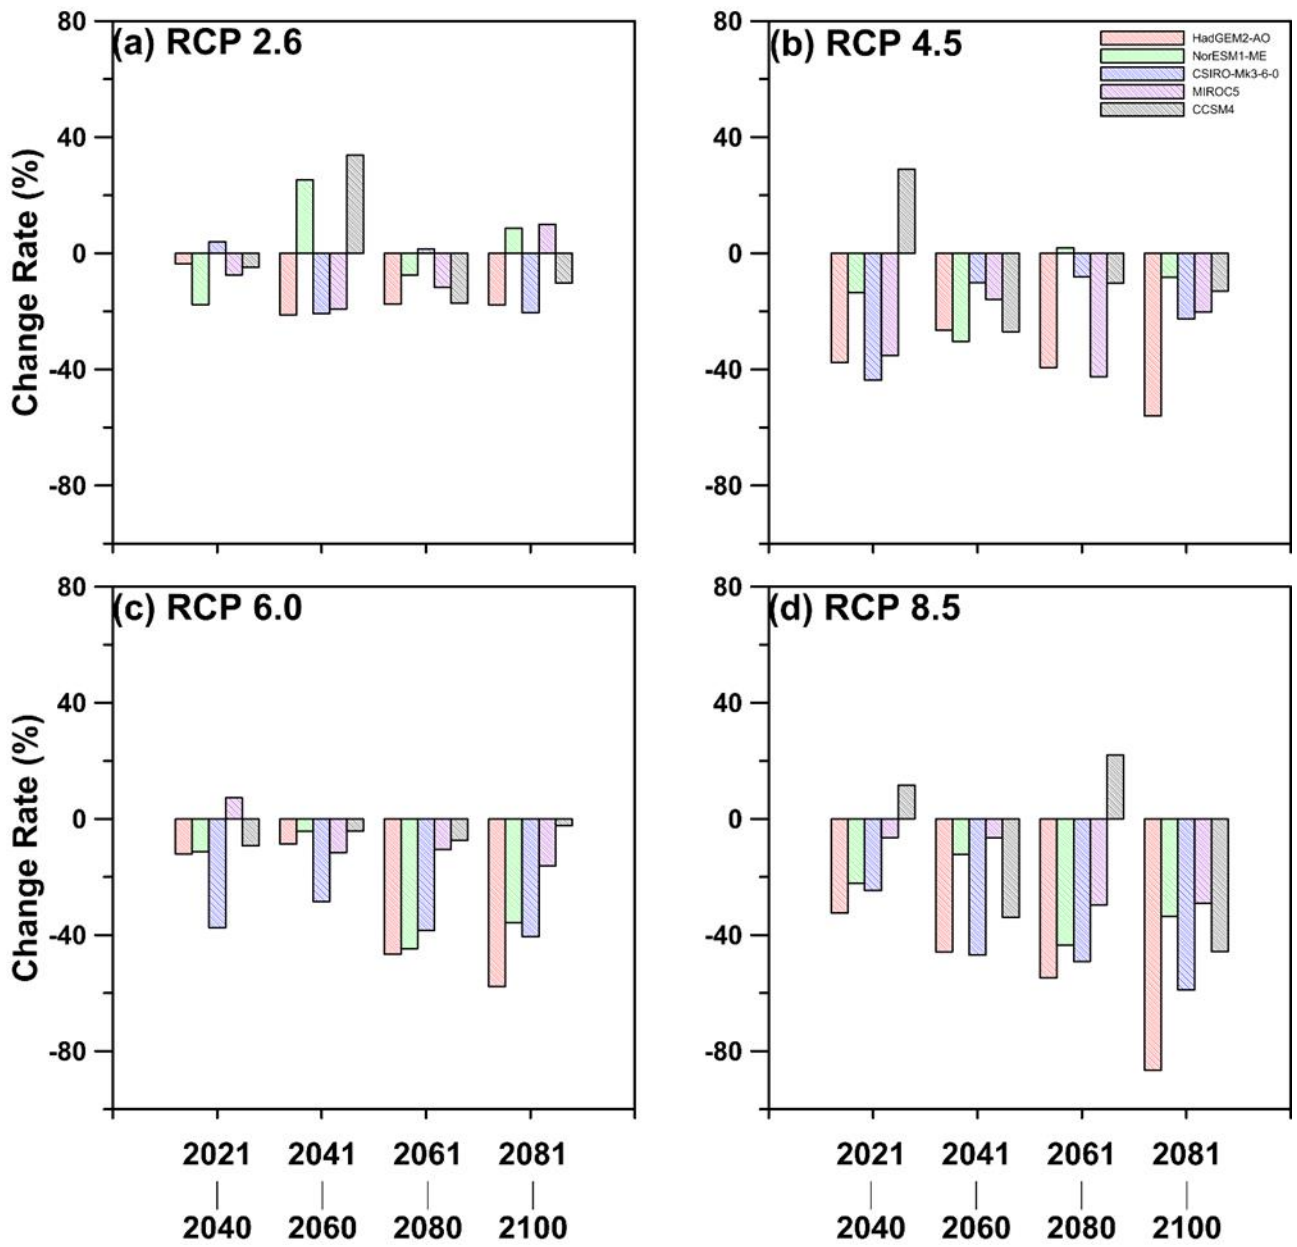 (a) RCP 2.6
80
40
0
-40
-80
Change Rate (%)
(b) RCP 4.5
HadGEM2-AO
NorESM1-ME
CSIRO-Mk3-6-0
MIROC5
CCSM4
80
40
0
-40
-80
(c) RCP 6.0
80
40
0
-40
-80
Change Rate (%)
2021 2041 2061 2081
2040 2060 2080 2100
(d) RCP 8.5
80
40
0
-40
-80
2021 2041 2061 2081
2040 2060 2080 2100